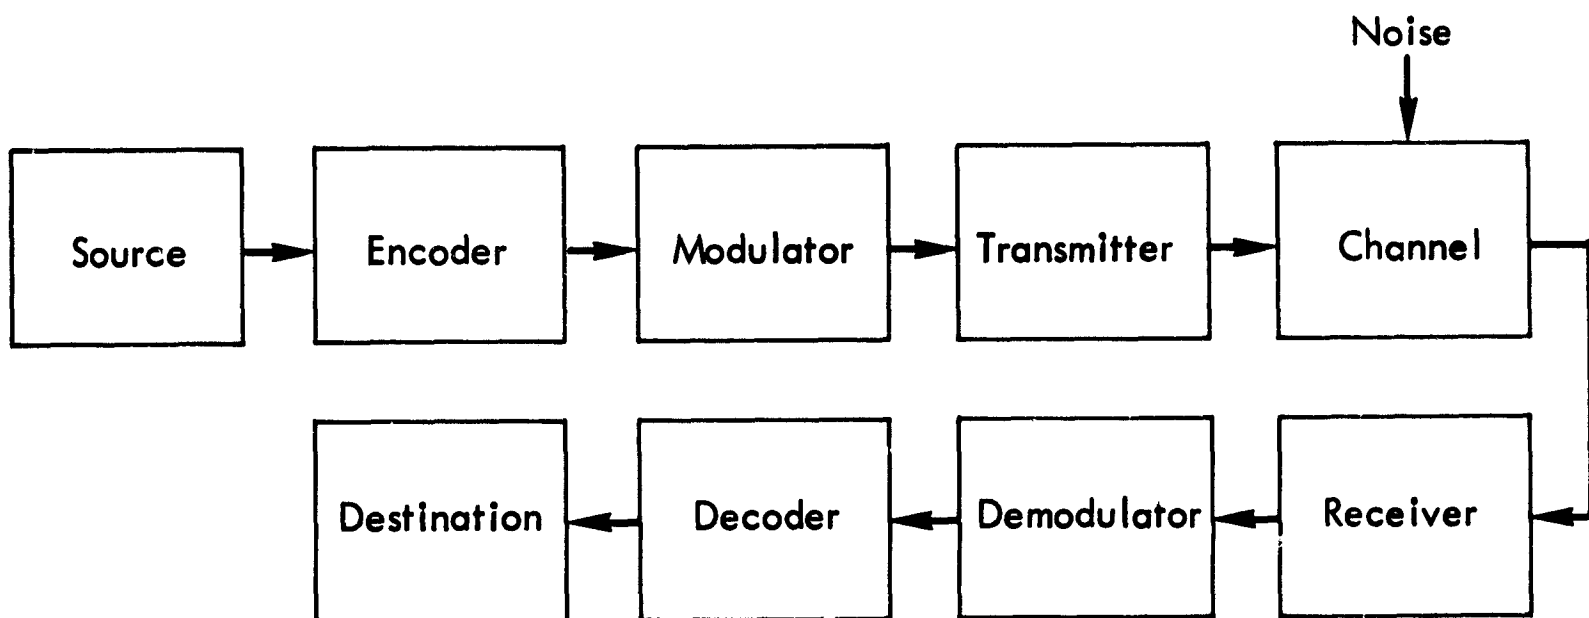 Noise
Source
Encoder
Modulator
Transmitter
Channel
Destination
Decoder
Demodulator
Receiver